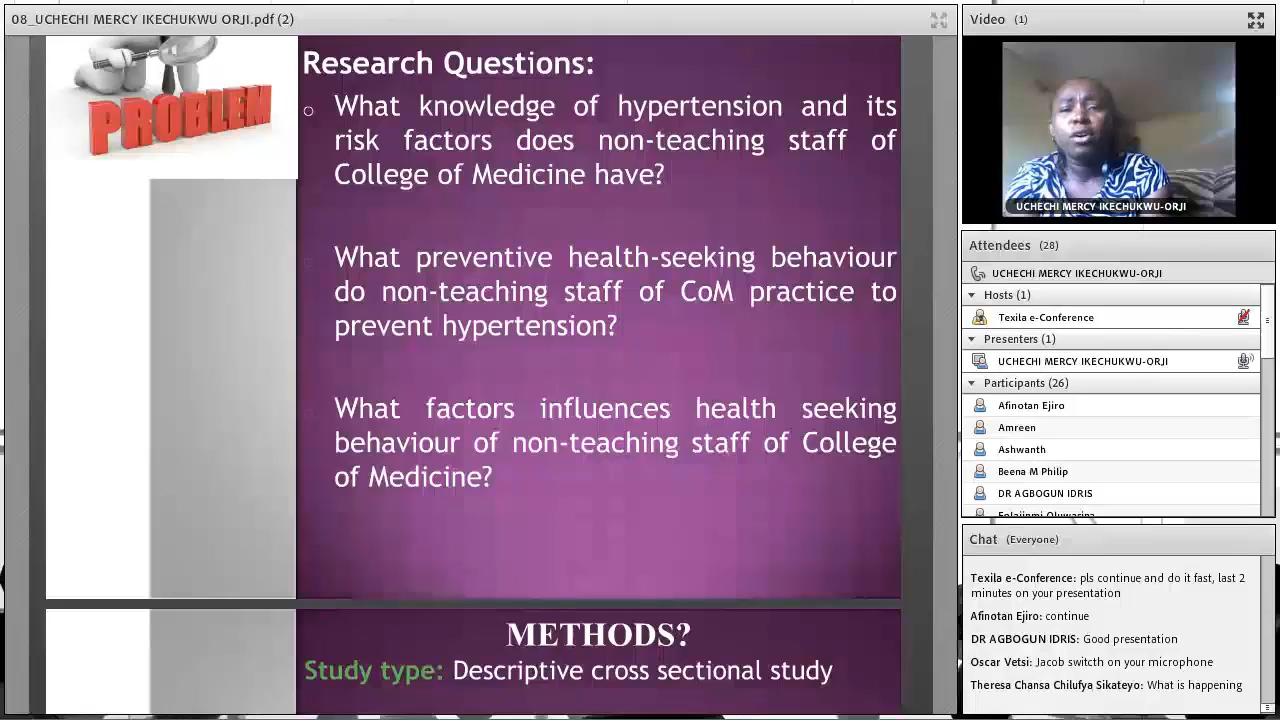 08_UCHECHI MERCY IKECHUKWU ORJI.pdf (2)
PROBLEM
Research Questions:
What knowledge of hypertension and its
risk factors does non-teaching staff of
College of Medicine have?
What preventive health-seeking behaviour
do non-teaching staff of CoM practice to
prevent hypertension?
What factors influences health seeking
behaviour of non-teaching staff of College
of Medicine?
METHODS?
Study type: Descriptive cross sectional study
Video (1)
UCHECHI MERCY IKECHUKWU-ORJI
Attendees (28)
UCHECHI MERCY IKECHUKWU-ORJI
Hosts (1)
Texila e-Conference
Presenters (1)
UCHECHI MERCY IKECHUKWU-ORJI
Participants (26)
Afinotan Ejiro
Amreen
Ashwanth
Beena M Philip
DR AGBOGUN IDRIS
Chat (Everyone)
Texila e-Conference: pls continue and do it fast, last 2
minutes on your presentation
Afinotan Ejiro: continue
DR AGBOGUN IDRIS: Good presentation
Oscar Vetsi: Jacob switcth off your microphone
Theresa Chansa Chilufya Sikateyo: What is happening